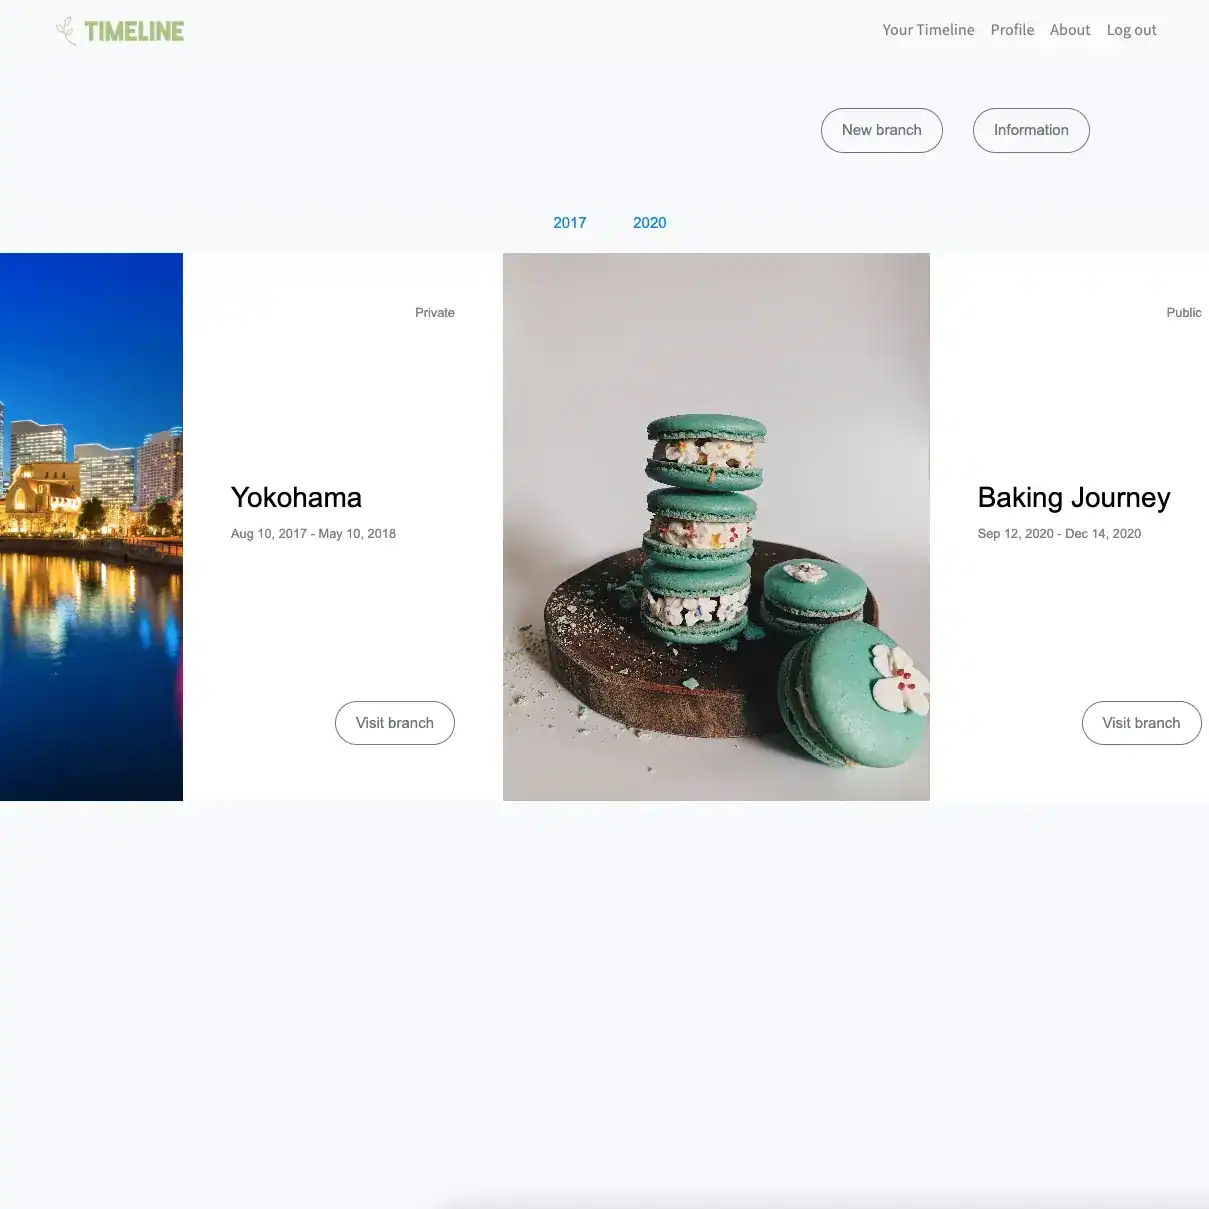 TIMELINE
Your Timeline Profile About Log out
New branch Information
2017 2020
Private
Yokohama
Aug 10, 2017 - May 10, 2018
Visit branch
Public
Baking Journey
Sep 12, 2020 - Dec 14, 2020
Visit branch